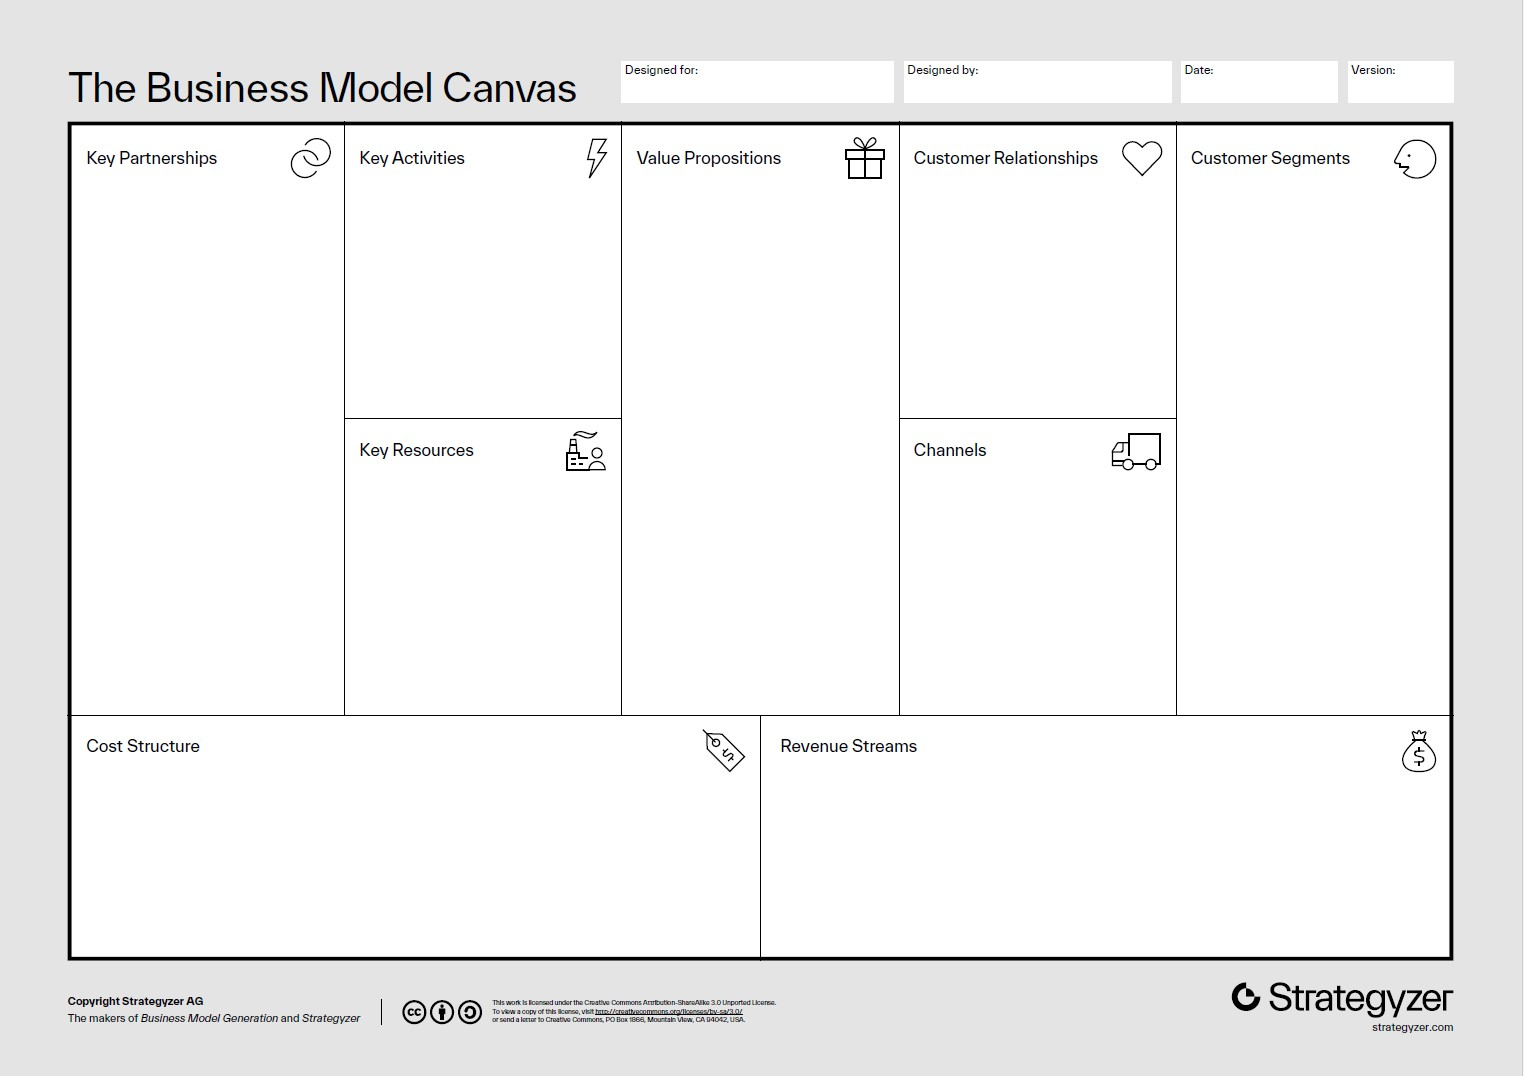 The Business Model Canvas
Designed for:
Designed by:
Date:
Version:
Key Partnerships
Key Activities
Value Propositions
Customer Relationships
Customer Segments
Key Resources
Channels
Cost Structure
$
Revenue Streams
$
Copyright Strategyzer AG
The makers of Business Model Generation and Strategyzer
cc
This work is licensed under the Creative Commons Attribution-ShareAlike 3.0 Unported License.
To view a copy of this license, visit http://creativecommons.org/licenses/by-sa/3.0/
or send a letter to Creative Commons, PO Box 1866, Mountain View, CA 94042, USA.
Strategyzer
strategyzer.com